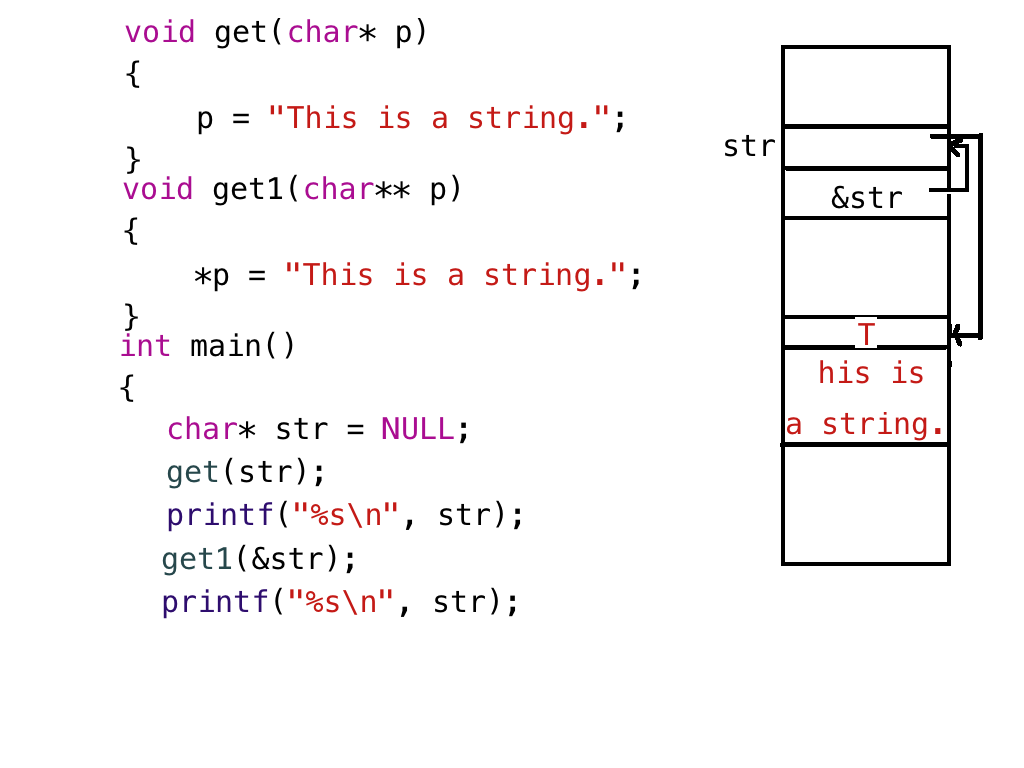 void get(char* p)
{
p = "This is a string.";
}
void get1(char** p)
{
*p = "This is a string.";
}
int main()
{
char* str = NULL;
get(str);
printf("%s\n", str);
get1(&str);
printf("%s\n", str);
str
&str
T
his is
a string.